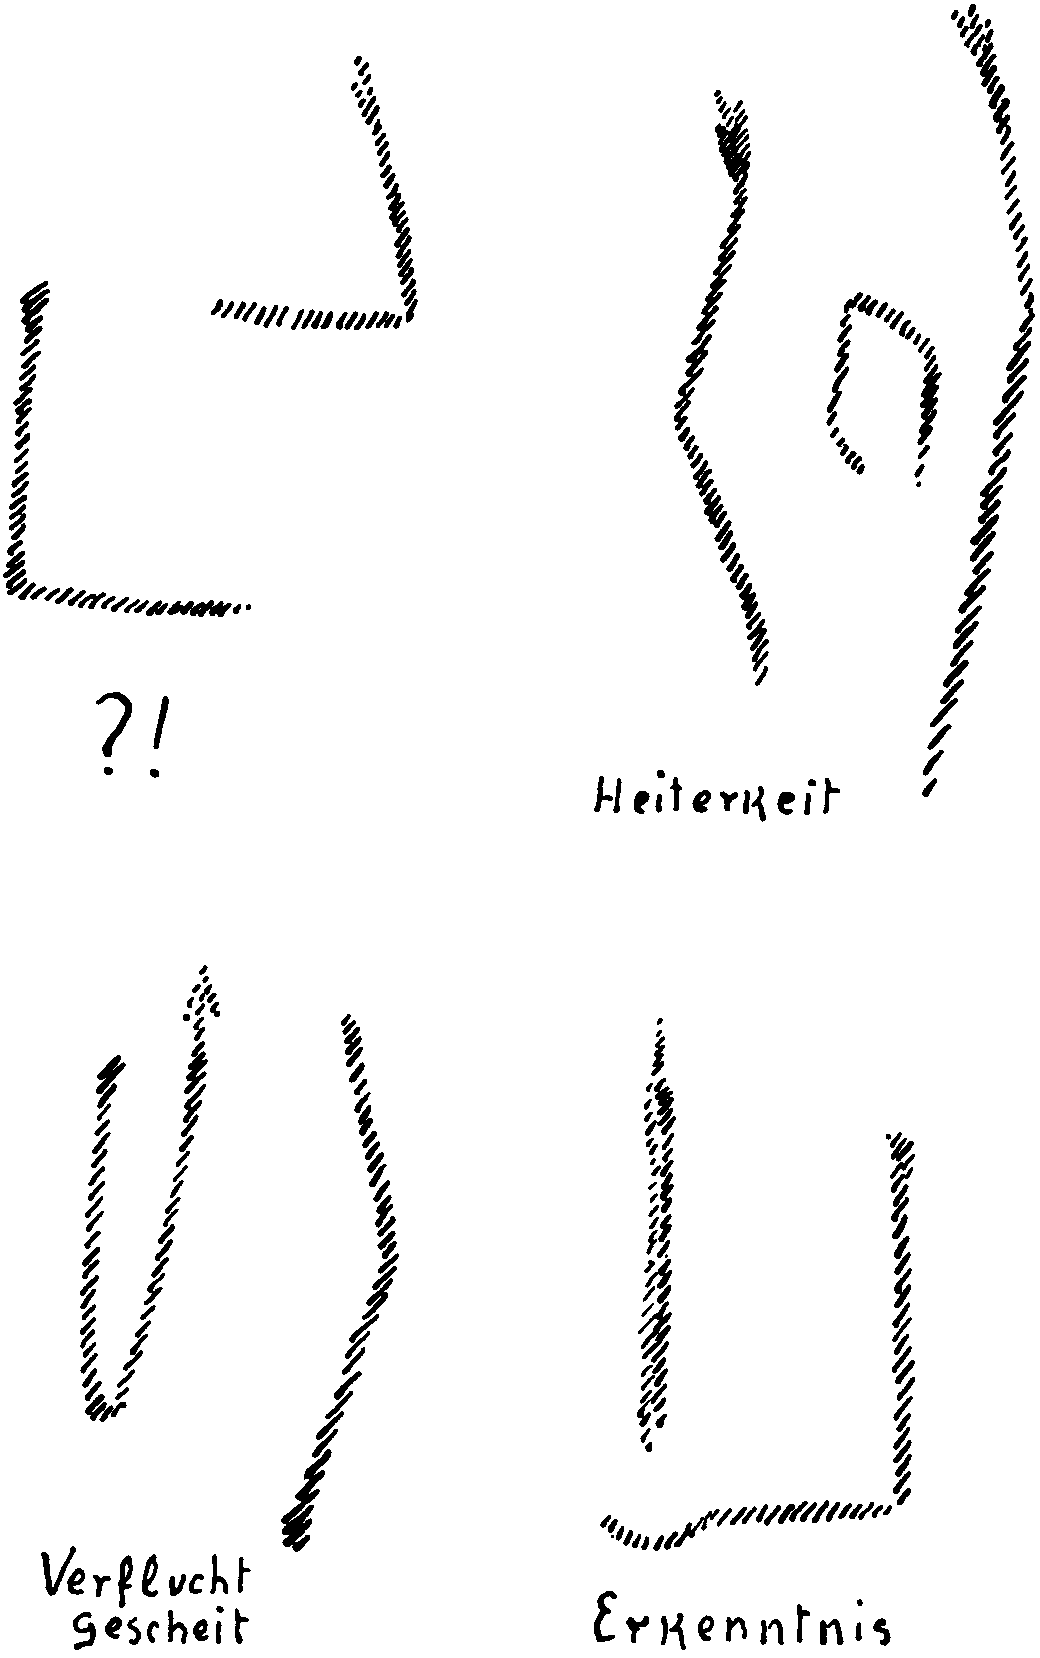 ?!
Heiterkeit
Verflucht
gescheit
Erkenntnis